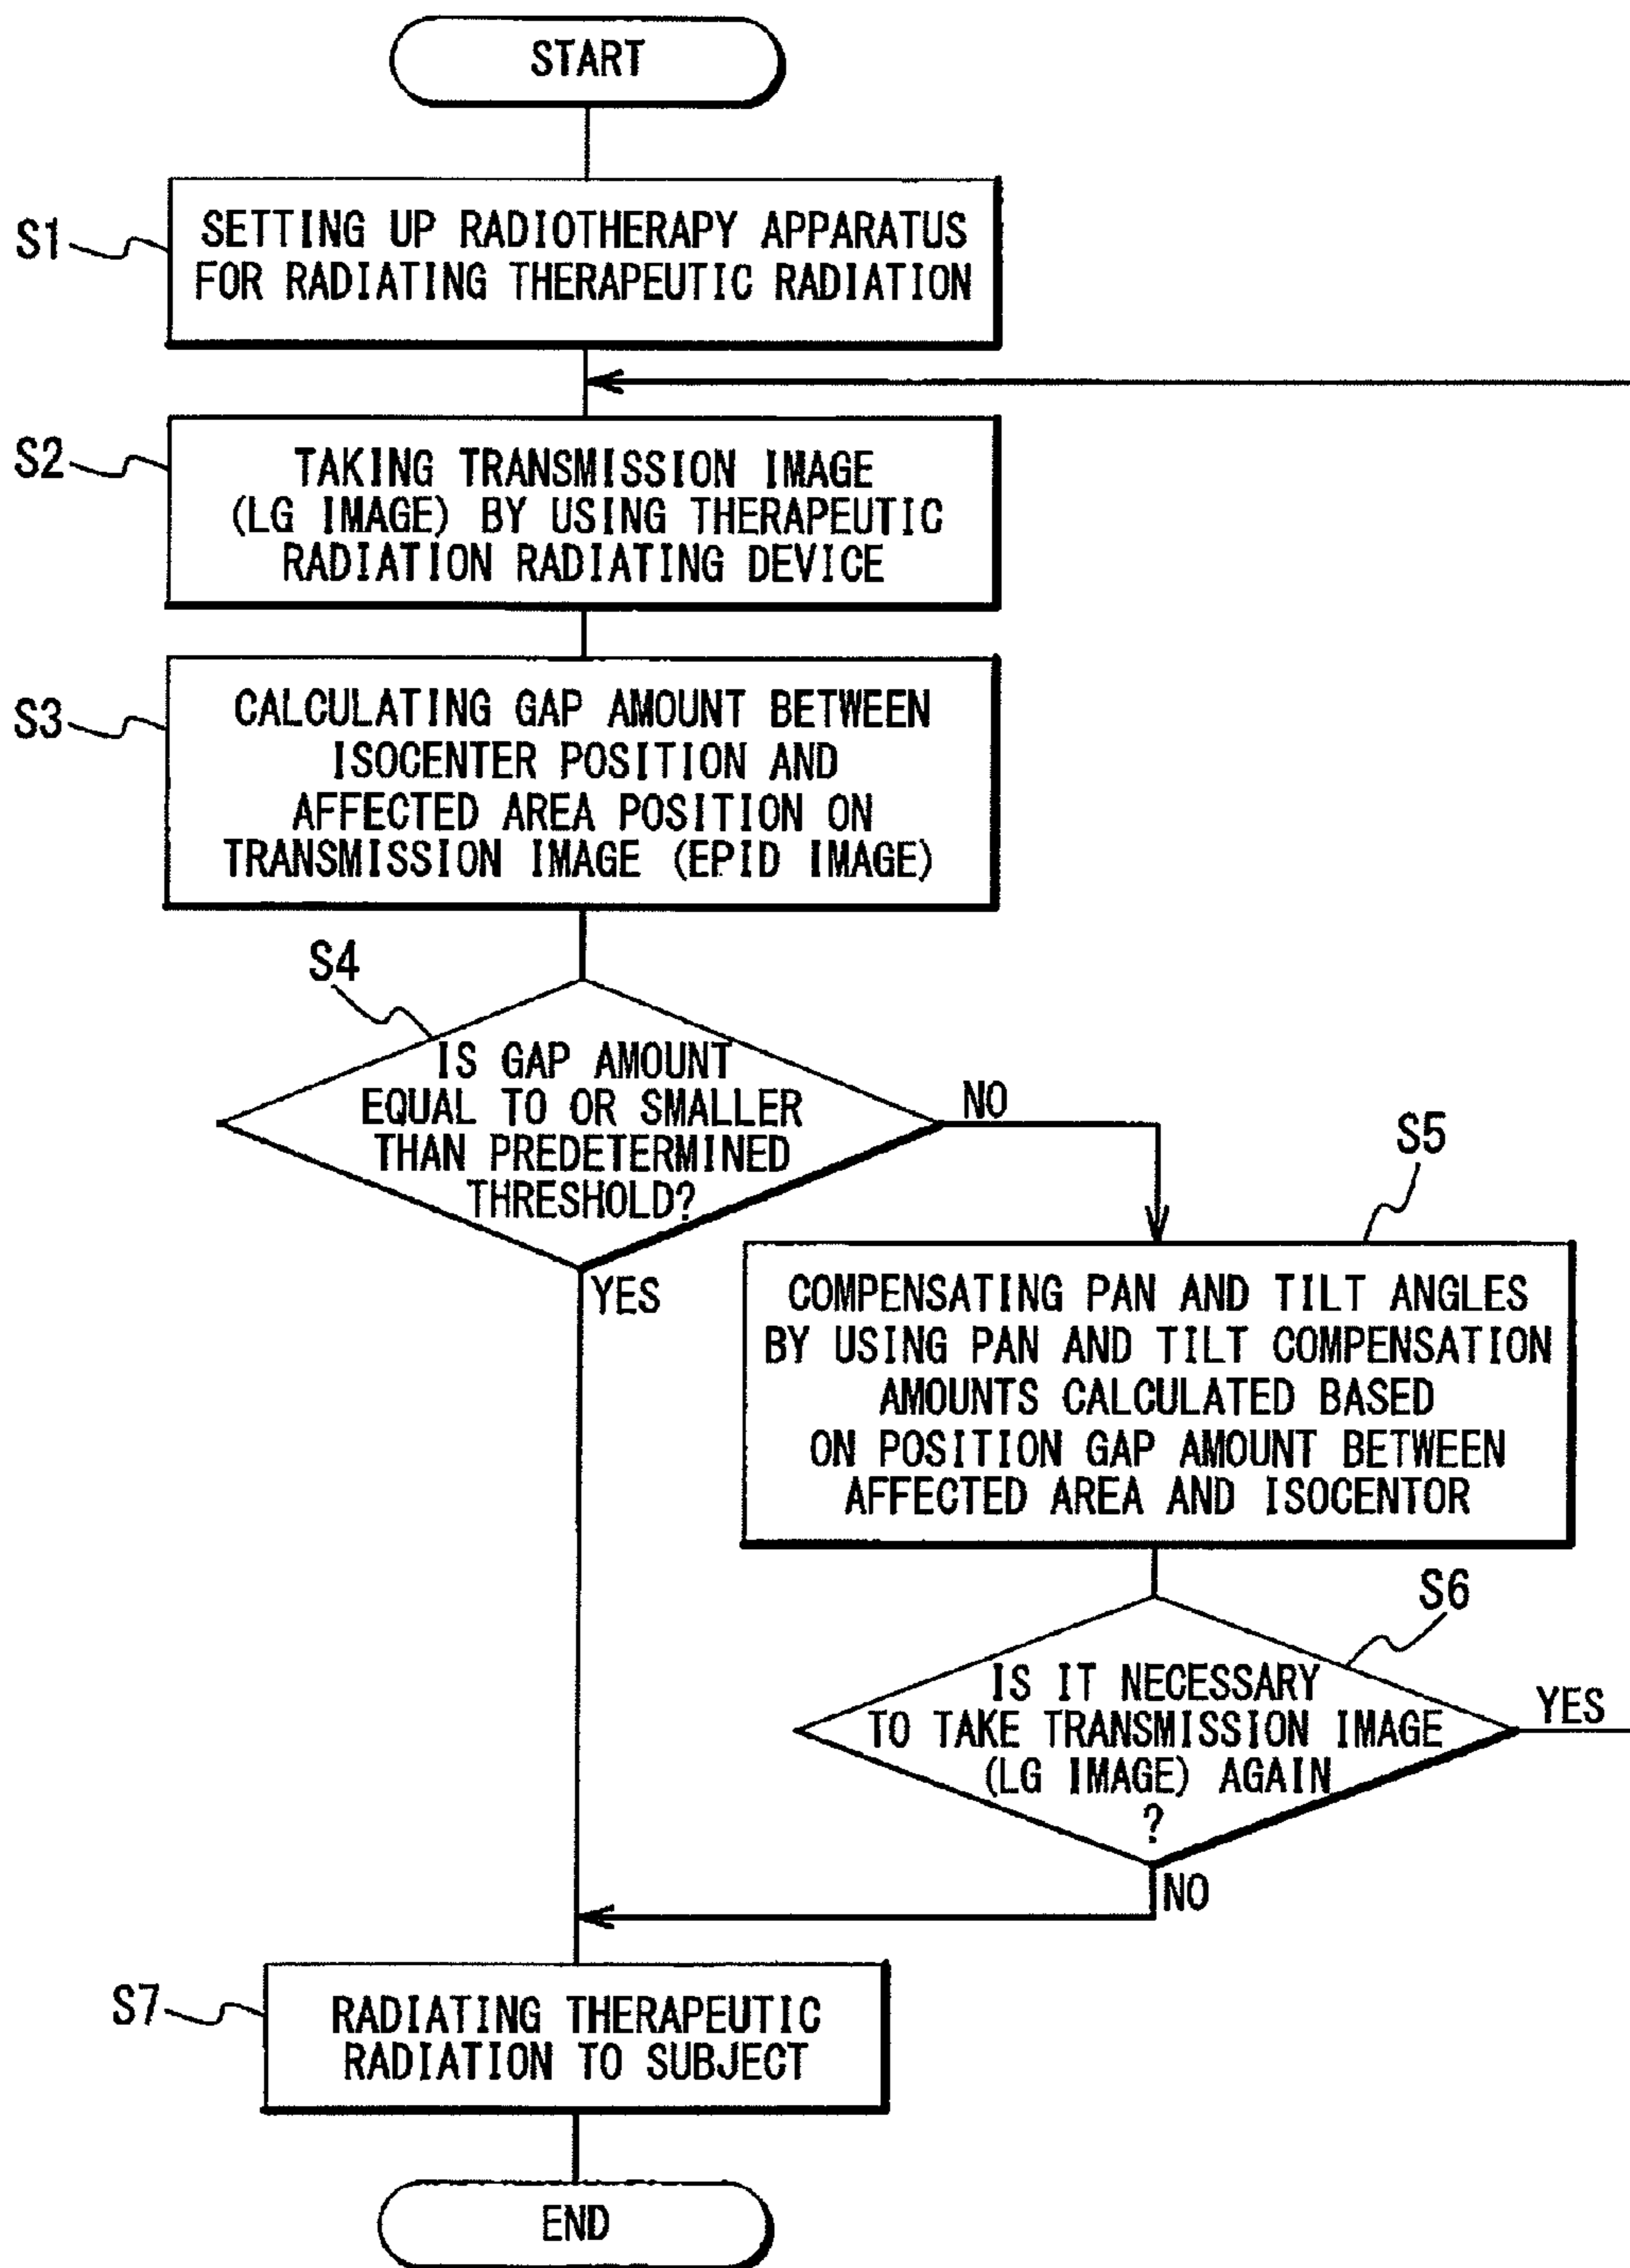 START
S1
SETTING UP RADIOTHERAPY APPARATUS
FOR RADIATING THERAPEUTIC RADIATION
S2
TAKING TRANSMISSION IMAGE
(LG IMAGE) BY USING THERAPEUTIC
RADIATION RADIATING DEVICE
S3
CALCULATING GAP AMOUNT BETWEEN
ISOCENTER POSITION AND
AFFECTED AREA POSITION ON
TRANSMISSION IMAGE (EPID IMAGE)
S4
IS GAP AMOUNT
EQUAL TO OR SMALLER
THAN PREDETERMINED
THRESHOLD?
NO
YES
S5
COMPENSATING PAN AND TILT ANGLES
BY USING PAN AND TILT COMPENSATION
AMOUNTS CALCULATED BASED
ON POSITION GAP AMOUNT BETWEEN
AFFECTED AREA AND ISOCENTOR
S6
IS IT NECESSARY
TO TAKE TRANSMISSION IMAGE
(LG IMAGE) AGAIN
?
YES
NO
S7
RADIATING THERAPEUTIC
RADIATION TO SUBJECT
END